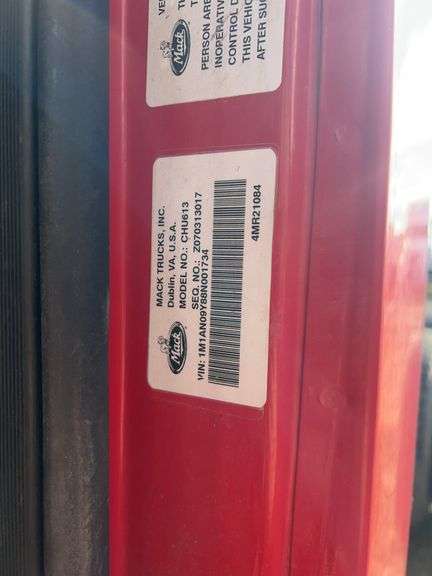 Mack
PERSON ARE
INOPERATIVE
CONTROL D
THIS VEHIC
AFTER SU
Mack
MACK TRUCKS, INC.
Dublin, VA, U.S.A.
MODEL NO.: CHU613
SEQ. NO.: Z070313017
VIN: 1M1AN09Y88N001734
4MR21084